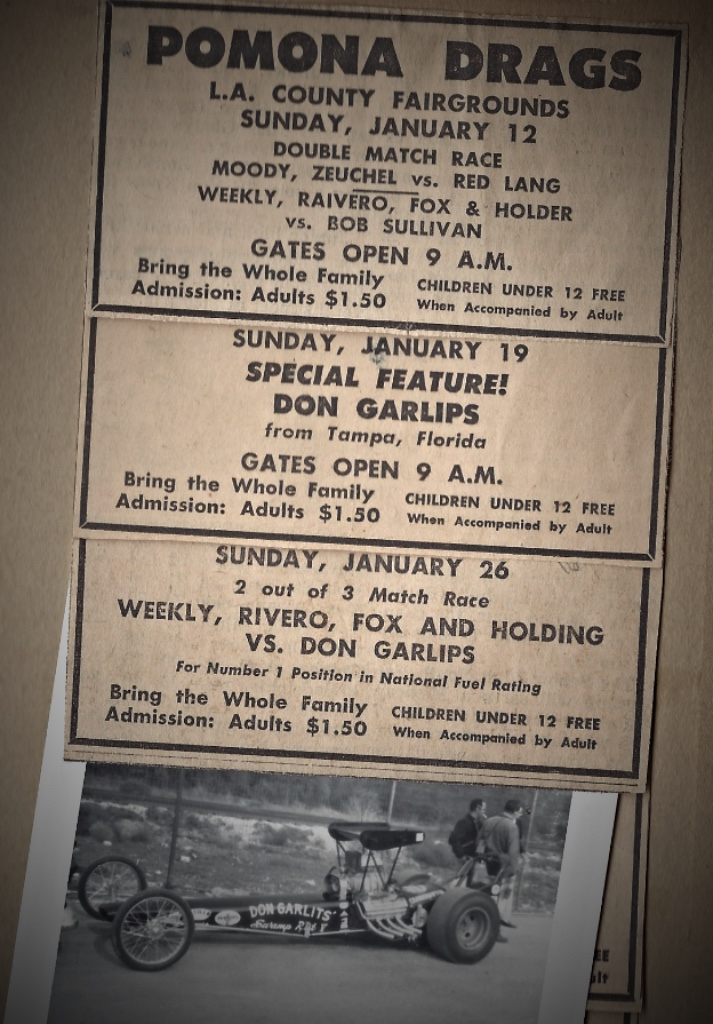 POMONA DRAGS
L.A. COUNTY FAIRGROUNDS
SUNDAY, JANUARY 12
DOUBLE MATCH RACE
MOODY, ZEUCHEL vs. RED LANG
WEEKLY, RAIVERO, FOX & HOLDER
vs. BOB SULLIVAN
GATES OPEN 9 A.M.
Bring the Whole Family
Admission: Adults $1.50
CHILDREN UNDER 12 FREE
When Accompanied by Adult
SUNDAY, JANUARY 19
SPECIAL FEATURE!
DON GARLIPS
from Tampa, Florida
GATES OPEN 9 A.M.
Bring the Whole Family
Admission: Adults $1.50
CHILDREN UNDER 12 FREE
When Accompanied by Adult
SUNDAY, JANUARY 26
2 out of 3 Match Race
WEEKLY, RIVERO, FOX AND HOLDING
VS. DON GARLIPS
For Number 1 Position in National Fuel Rating
Bring the Whole Family
Admission: Adults $1.50
CHILDREN UNDER 12 FREE
When Accompanied by Adult
DON GARLITS'
Swamp Rat V
EE
ult